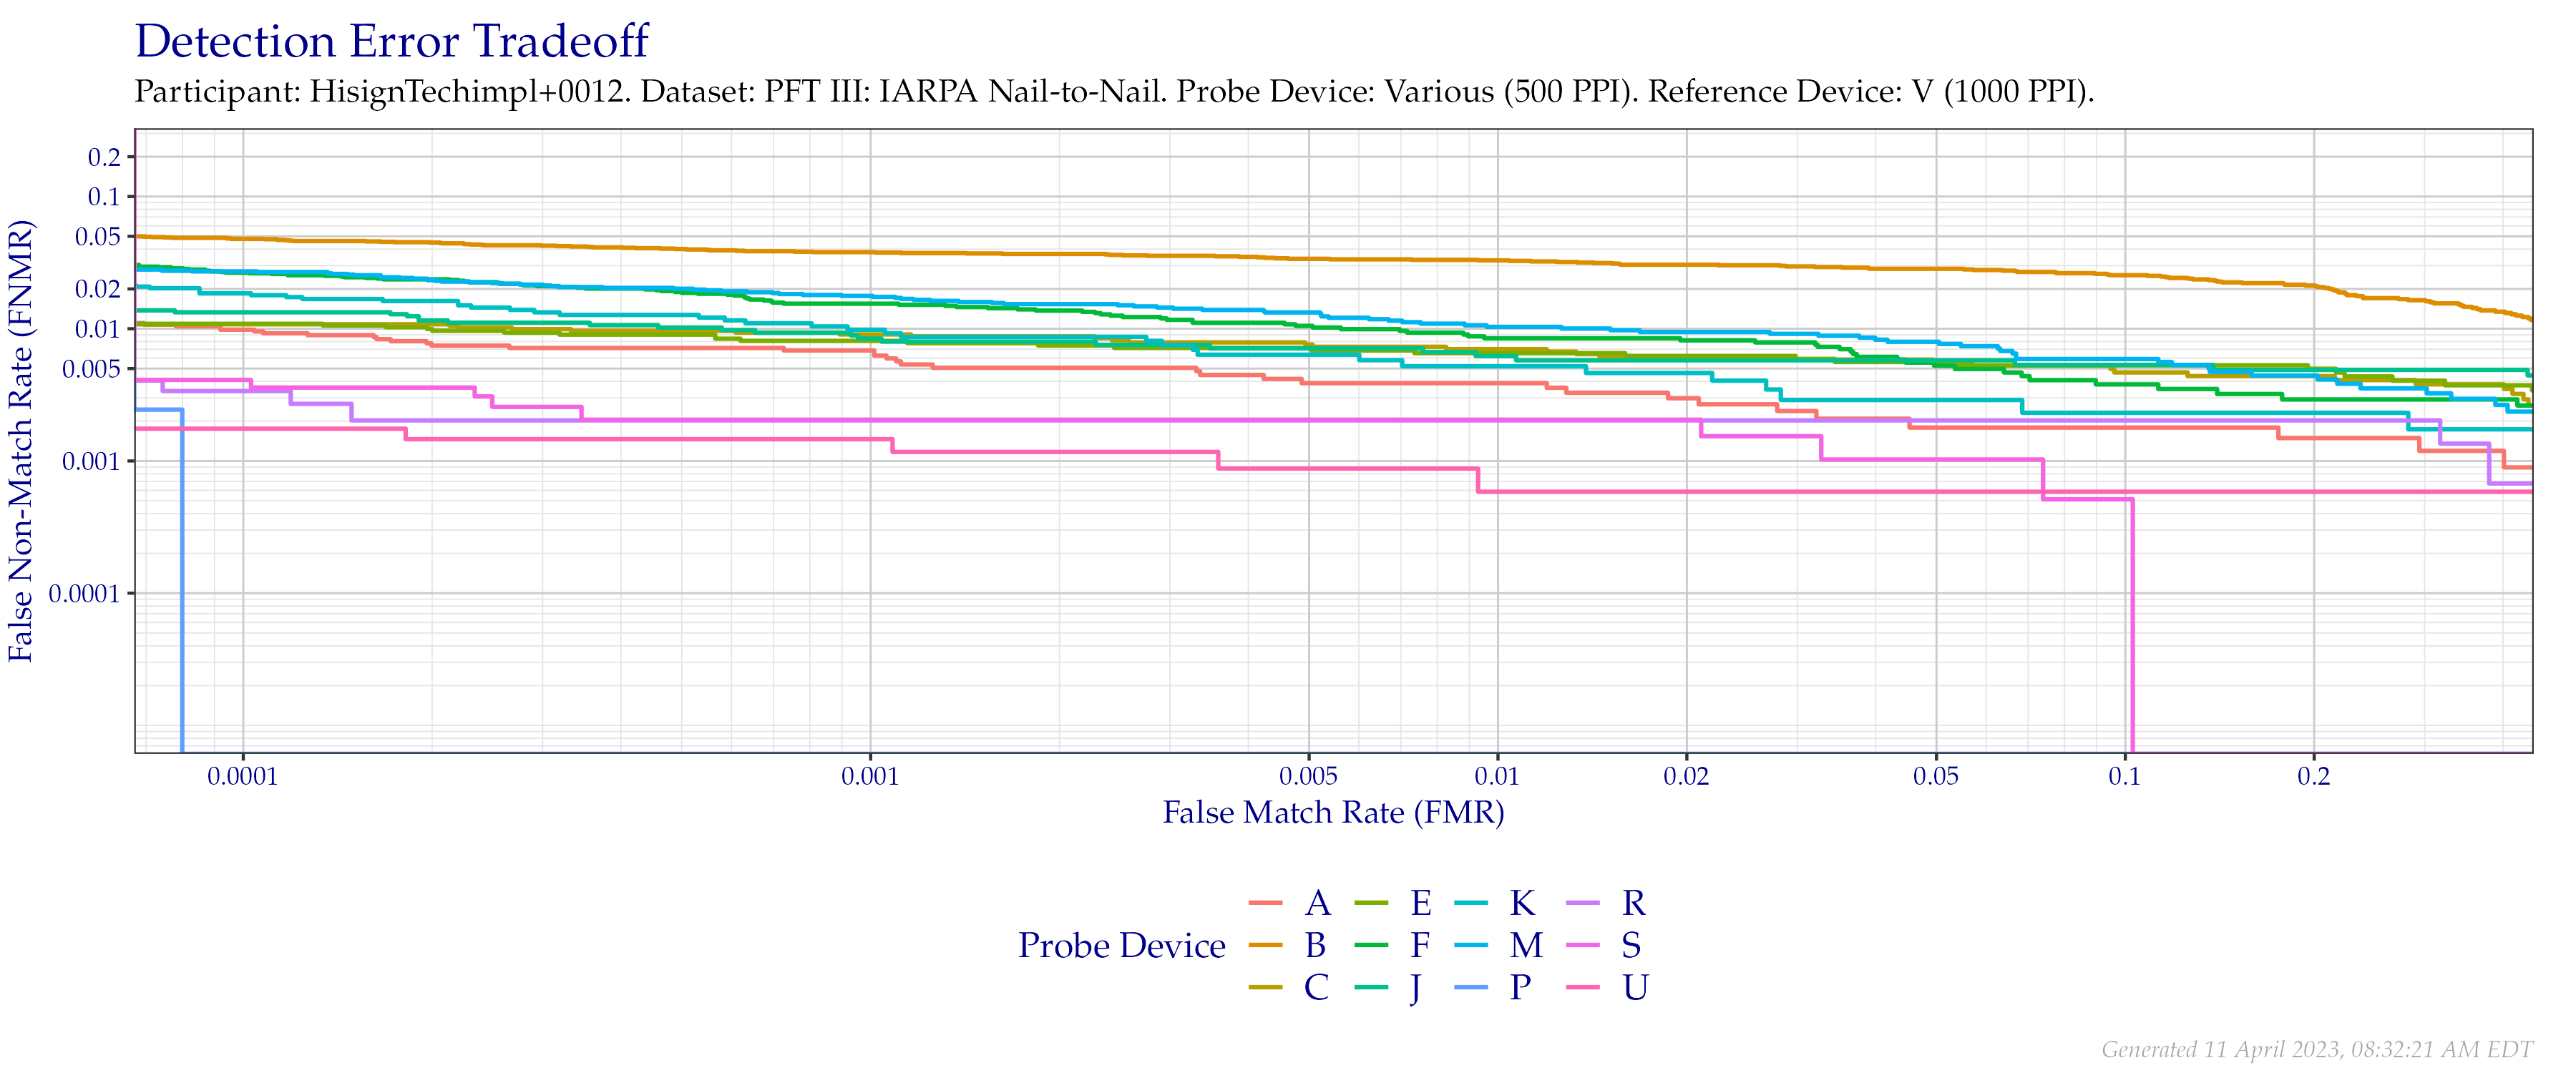 Detection Error Tradeoff
Participant: HisignTechimpl+0012. Dataset: PFT III: IARPA Nail-to-Nail. Probe Device: Various (500 PPI). Reference Device: V (1000 PPI).
False Non-Match Rate (FNMR)
0.2
0.1
0.05
0.02
0.01
0.005
0.001
0.0001
0.0001 0.001 0.005 0.01 0.02 0.05 0.1 0.2
False Match Rate (FMR)
Probe Device
A E K R
B F M S
C J P U
Generated 11 April 2023, 08:32:21 AM EDT